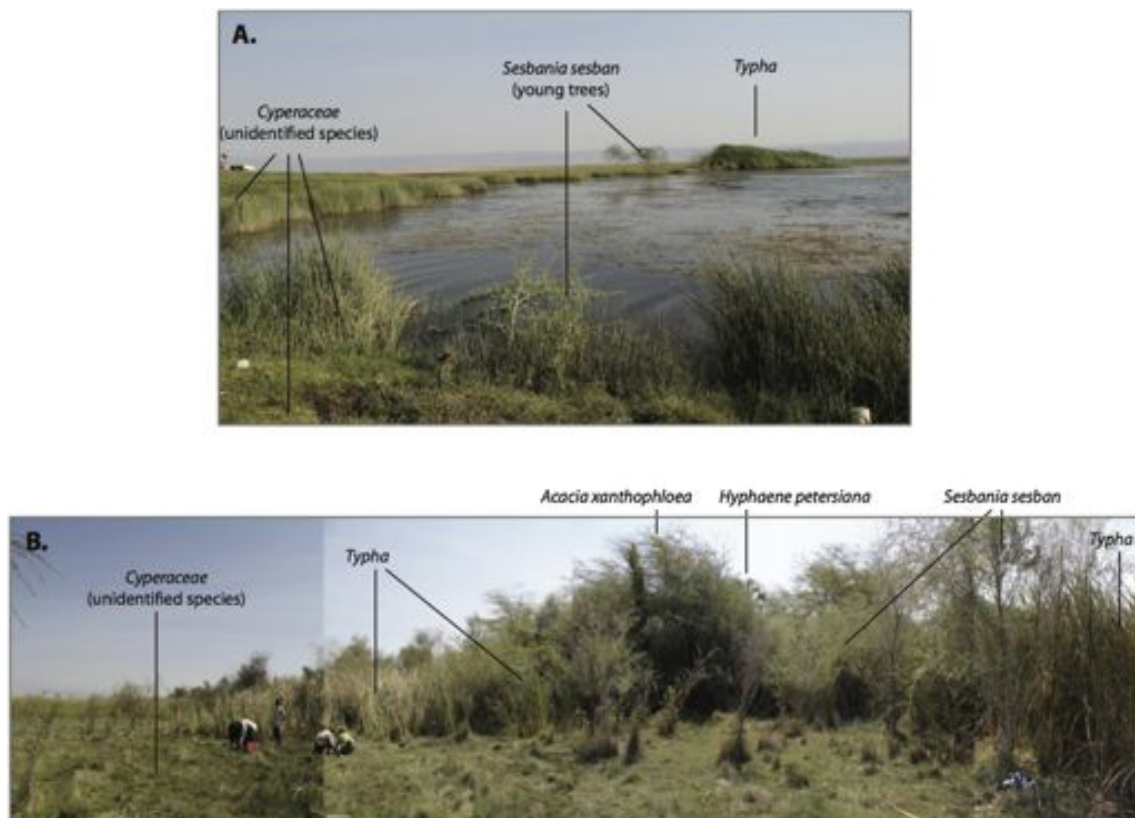 A.
Sesbania sesban
(young trees)
Typha
Cyperaceae
(unidentified species)
Acacia xanthophloea
Hyphaene petersiana
Sesbania sesban
B.
Typha
Typha
Cyperaceae
(unidentified species)